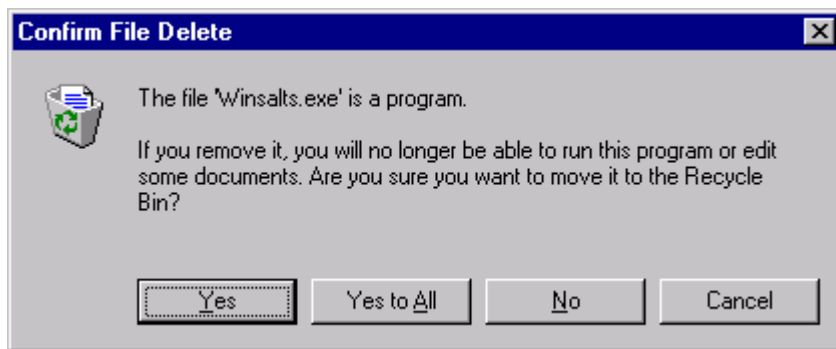 Confirm File Delete
The file 'Winsalts.exe' is a program.
If you remove it, you will no longer be able to run this program or edit
some documents. Are you sure you want to move it to the Recycle
Bin?
Yes
Yes to All
No
Cancel